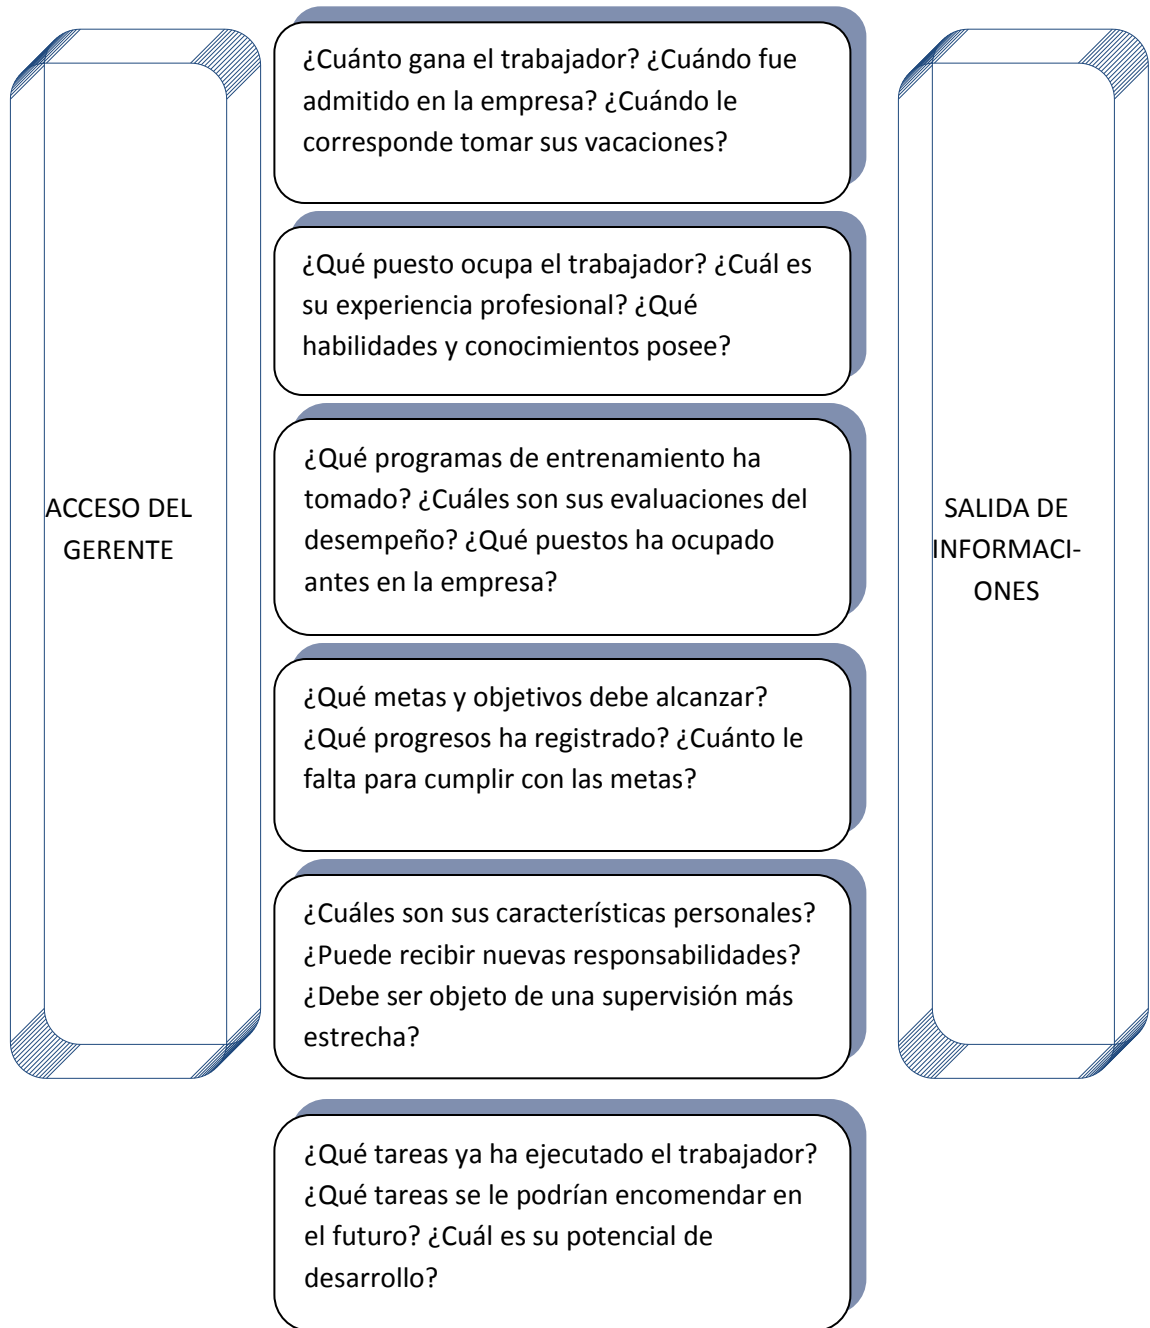 ¿Cuánto gana el trabajador? ¿Cuándo fue
admitido en la empresa? ¿Cuándo le
corresponde tomar sus vacaciones?
¿Qué puesto ocupa el trabajador? ¿Cuál es
su experiencia profesional? ¿Qué
habilidades y conocimientos posee?
ACCESO DEL
GERENTE
¿Qué programas de entrenamiento ha
tomado? ¿Cuáles son sus evaluaciones del
desempeño? ¿Qué puestos ha ocupado
antes en la empresa?
SALIDA DE
INFORMACI-
ONES
¿Qué metas y objetivos debe alcanzar?
¿Qué progresos ha registrado? ¿Cuánto le
falta para cumplir con las metas?
¿Cuáles son sus características personales?
¿Puede recibir nuevas responsabilidades?
¿Debe ser objeto de una supervisión más
estrecha?
¿Qué tareas ya ha ejecutado el trabajador?
¿Qué tareas se le podrían encomendar en
el futuro? ¿Cuál es su potencial de
desarrollo?